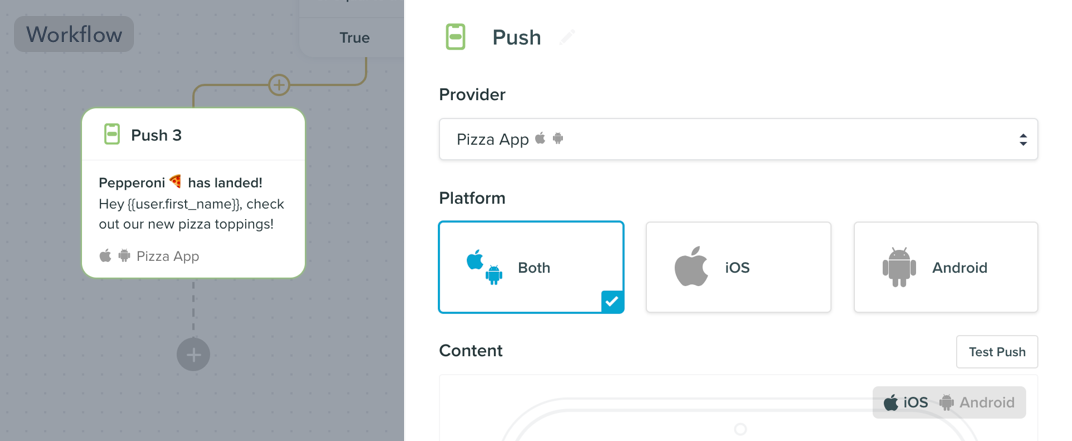 Workflow
True
Push 3
Pepperoni 🍕 has landed!
Hey {{user.first_name}}, check
out our new pizza toppings!
Pizza App
Push
Provider
Pizza App
Platform
Both
iOS
Android
Content
Test Push
iOS Android